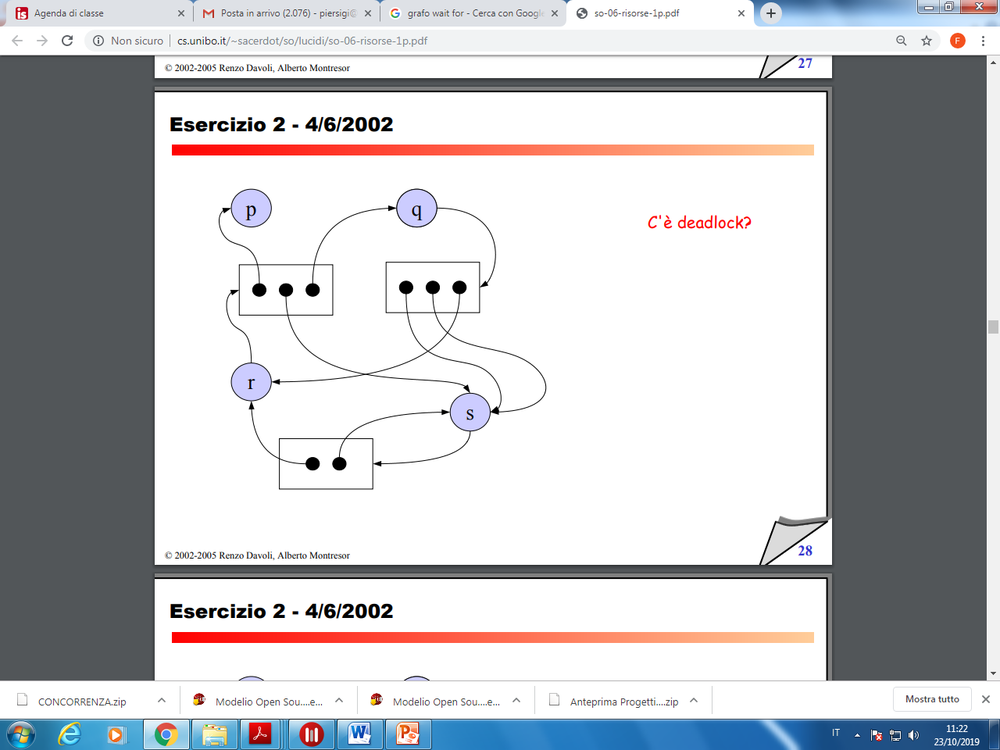 Agenda di classe
Posta in arrivo (2.076) - piersigi@
grafo wait for - Cerca con Google
so-06-risorse-1p.pdf
Non sicuro
cs.unibo.it/~sacerdot/so/lucidi/so-06-risorse-1p.pdf
F
© 2002-2005 Renzo Davoli, Alberto Montresor
27
Esercizio 2 - 4/6/2002
p
q
C'è deadlock?
r
s
© 2002-2005 Renzo Davoli, Alberto Montresor
28
Esercizio 2 - 4/6/2002
CONCORRENZA.zip
Modelio Open Sou....e...
Modelio Open Sou....e...
Anteprima Progetti....zip
Mostra tutto
IT
11:22
23/10/2019